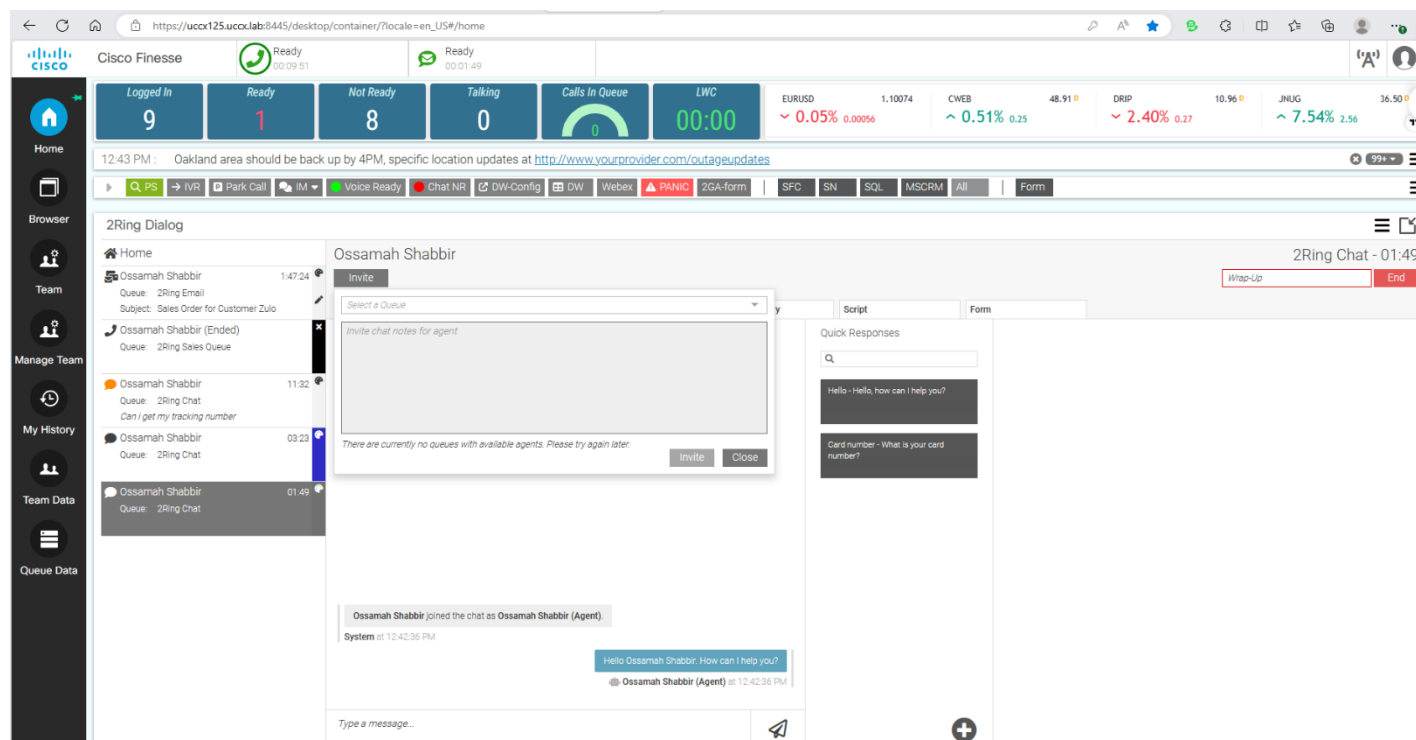 https://uccx125.uccx.lab:8445/desktop/container/?locale=en_US#/home
CISCO
Cisco Finesse
Ready
00:09:51
Ready
00:01:49
Home
Browser
Team
Manage Team
My History
Team Data
Queue Data
Logged In
9
Ready
1
Not Ready
8
Talking
0
Calls In Queue
0
LWC
00:00
EURUSD 1.10074
0.05% 0.00056
CWEB 48.91 D
0.51% 0.25
DRIP 10.96 D
2.40% 0.27
JNUG 36.50 D
7.54% 2.56
12:43 PM : Oakland area should be back up by 4PM, specific location updates at http://www.yourprovider.com/outageupdates
99+
PS IVR Park Call IM Voice Ready Chat NR DW-Config DW Webex PANIC 2GA-form SFC SN SQL MSCRM All Form
2Ring Dialog
Home
Ossamah Shabbir 1:47:24
Queue: 2Ring Email
Subject: Sales Order for Customer Zulo
Ossamah Shabbir (Ended)
Queue: 2Ring Sales Queue
Ossamah Shabbir 11:32
Queue: 2Ring Chat
Can i get my tracking number
Ossamah Shabbir 03:23
Queue: 2Ring Chat
Ossamah Shabbir 01:49
Queue: 2Ring Chat
Ossamah Shabbir
2Ring Chat - 01:49
Invite
Wrap-Up
End
Select a Queue
Invite chat notes for agent
There are currently no queues with available agents. Please try again later.
Invite Close
y
Script
Form
Quick Responses
Hello - Hello, how can I help you?
Card number - What is your card
number?
Ossamah Shabbir joined the chat as Ossamah Shabbir (Agent).
System at 12:42:36 PM
Hello Ossamah Shabbir. How can I help you?
Ossamah Shabbir (Agent) at 12:42:36 PM
Type a message...